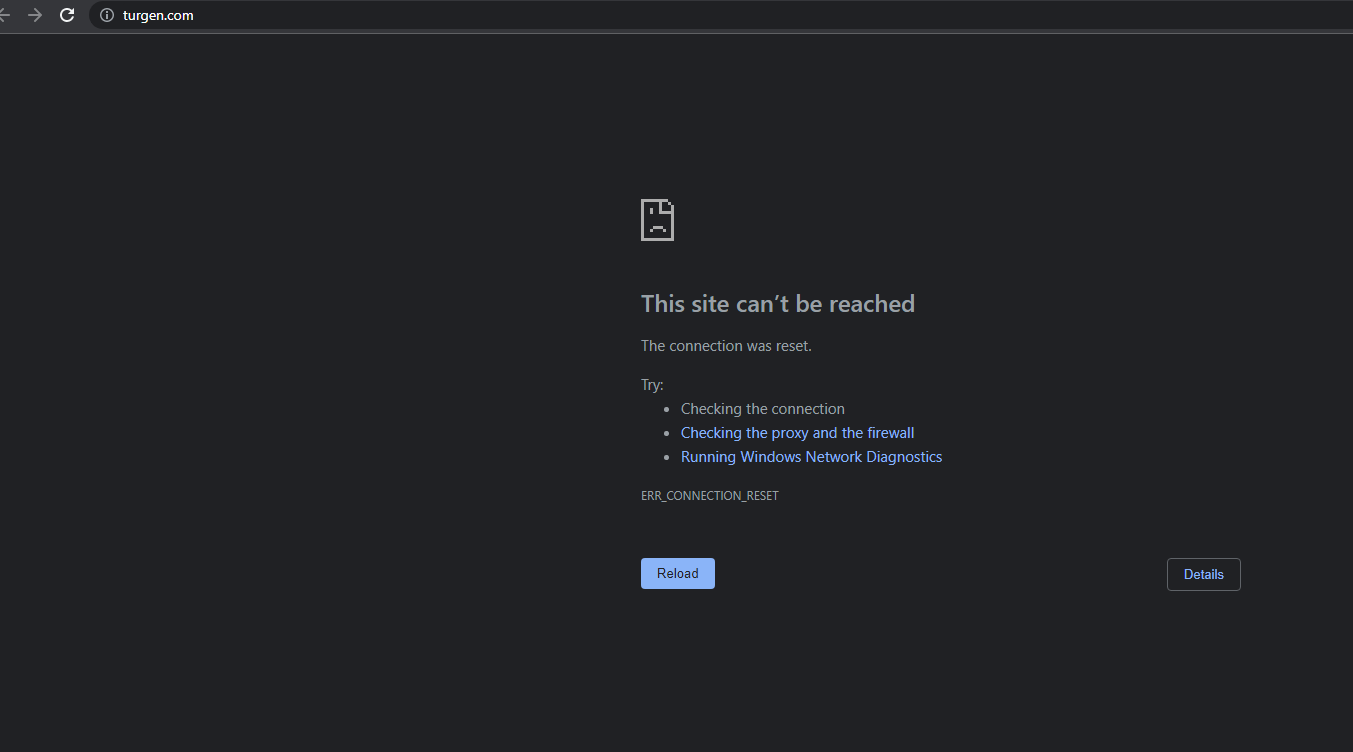 turgen.com
This site can’t be reached
The connection was reset.
Try:
Checking the connection
Checking the proxy and the firewall
Running Windows Network Diagnostics
ERR_CONNECTION_RESET
Reload
Details